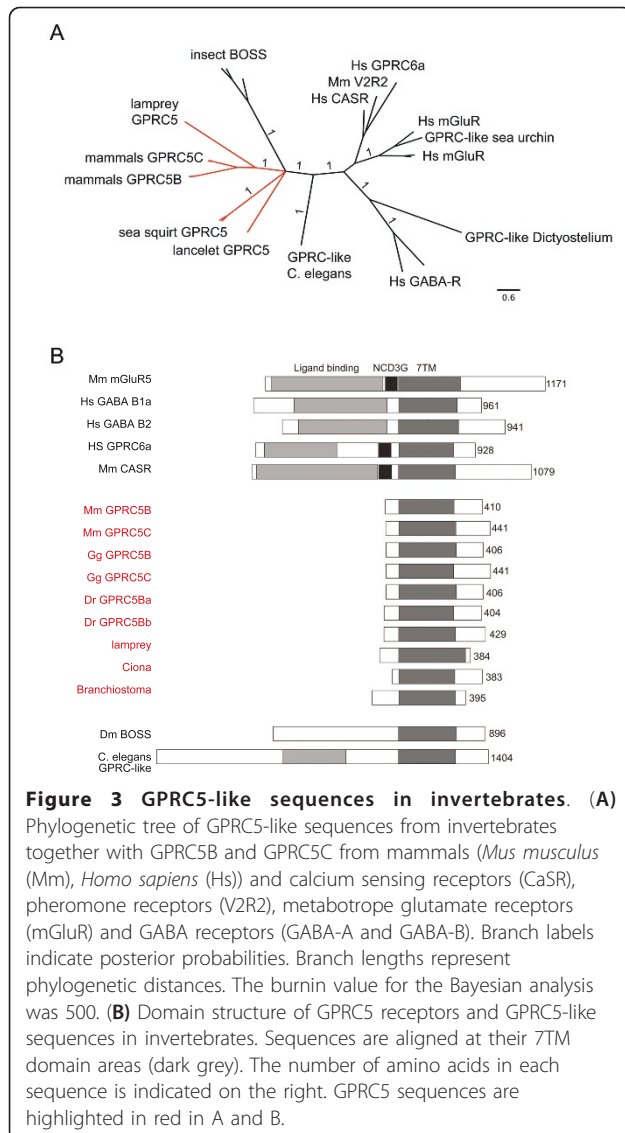 A
insect BOSS
Hs GPRC6a
Mm V2R2
Hs CASR
lamprey
GPRC5
Hs mGluR
GPRC-like sea urchin
Hs mGluR
mammals GPRC5C
mammals GPRC5B
1
1
1
1
1
1
1
1
1
sea squirt GPRC5
lancelet GPRC5
GPRC-like
C. elegans
GPRC-like Dictyostelium
Hs GABA-R
0.6
B
Ligand binding NCD3G 7TM
Mm mGluR5 1171
Hs GABA B1a 961
Hs GABA B2 941
HS GPRC6a 928
Mm CASR 1079
Mm GPRC5B 410
Mm GPRC5C 441
Gg GPRC5B 406
Gg GPRC5C 441
Dr GPRC5Ba 406
Dr GPRC5Bb 404
429
lamprey 384
Ciona 383
Branchiostoma 395
Dm BOSS 896
C. elegans 1404
GPRC-like
Figure 3 GPRC5-like sequences in invertebrates. (A)
Phylogenetic tree of GPRC5-like sequences from invertebrates
together with GPRC5B and GPRC5C from mammals (Mus musculus
(Mm), Homo sapiens (Hs)) and calcium sensing receptors (CaSR),
pheromone receptors (V2R2), metabotrope glutamate receptors
(mGluR) and GABA receptors (GABA-A and GABA-B). Branch labels
indicate posterior probabilities. Branch lengths represent
phylogenetic distances. The burnin value for the Bayesian analysis
was 500. (B) Domain structure of GPRC5 receptors and GPRC5-like
sequences in invertebrates. Sequences are aligned at their 7TM
domain areas (dark grey). The number of amino acids in each
sequence is indicated on the right. GPRC5 sequences are
highlighted in red in A and B.